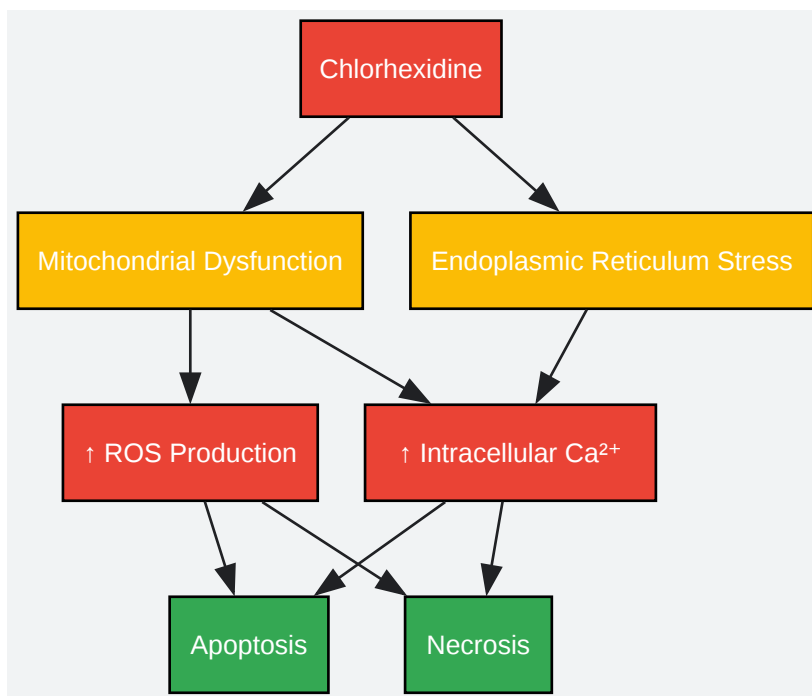 Chlorhexidine
Mitochondrial Dysfunction
Endoplasmic Reticulum Stress
↑ ROS Production
↑ Intracellular Ca²⁺
Apoptosis
Necrosis